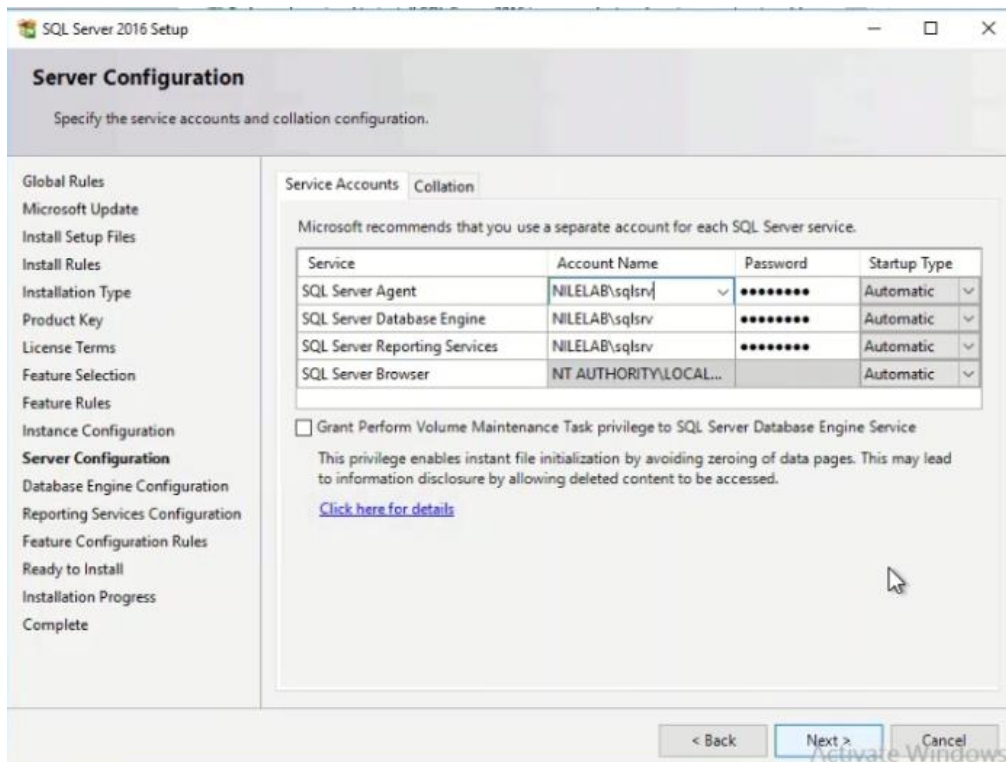 SQL Server 2016 Setup
Server Configuration
Specify the service accounts and collation configuration.
Global Rules
Microsoft Update
Install Setup Files
Install Rules
Installation Type
Product Key
License Terms
Feature Selection
Feature Rules
Instance Configuration
Server Configuration
Database Engine Configuration
Reporting Services Configuration
Feature Configuration Rules
Ready to Install
Installation Progress
Complete
Service Accounts Collation
Microsoft recommends that you use a separate account for each SQL Server service.
Service Account Name Password Startup Type
SQL Server Agent NILELAB\sqlsrv ●●●●●●●● Automatic
SQL Server Database Engine NILELAB\sqlsrv ●●●●●●●● Automatic
SQL Server Reporting Services NILELAB\sqlsrv ●●●●●●●● Automatic
SQL Server Browser NT AUTHORITY\LOCAL... Automatic
Grant Perform Volume Maintenance Task privilege to SQL Server Database Engine Service
This privilege enables instant file initialization by avoiding zeroing of data pages. This may lead
to information disclosure by allowing deleted content to be accessed.
Click here for details
< Back Next > Cancel
Activate Windows